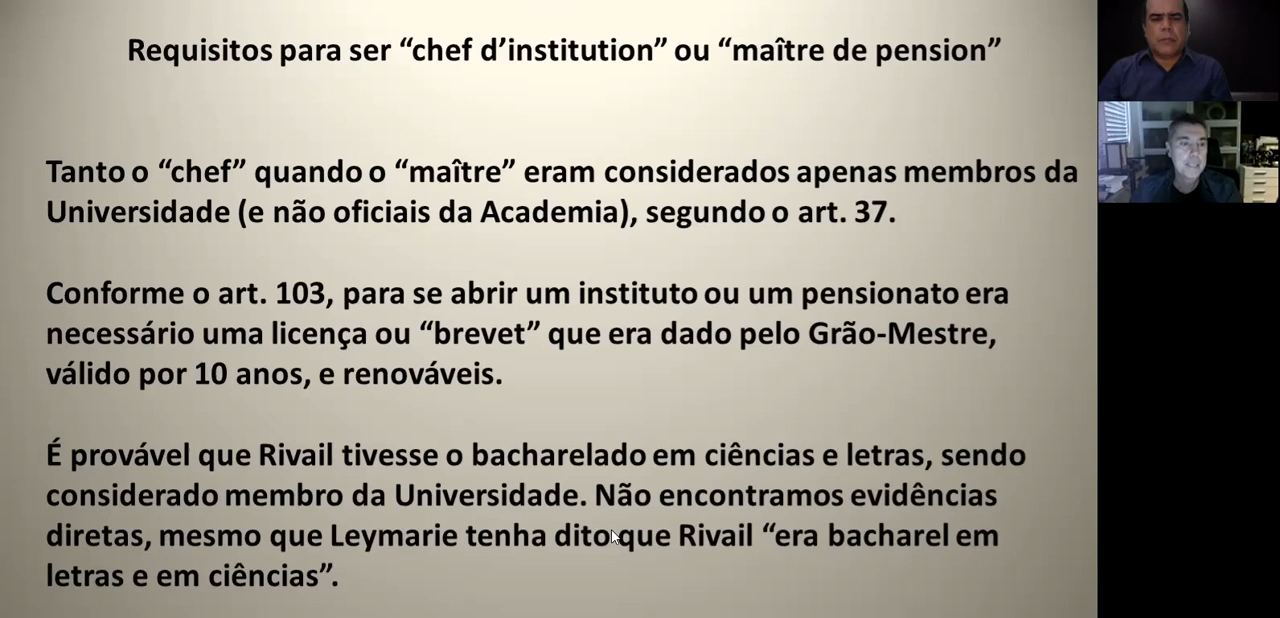 Requisitos para ser “chef d’institution” ou “maître de pension”
Tanto o “chef” quando o “maître” eram considerados apenas membros da
Universidade (e não oficiais da Academia), segundo o art. 37.
Conforme o art. 103, para se abrir um instituto ou um pensionato era
necessário uma licença ou “brevet” que era dado pelo Grão-Mestre,
válido por 10 anos, e renováveis.
É provável que Rivail tivesse o bacharelado em ciências e letras, sendo
considerado membro da Universidade. Não encontramos evidências
diretas, mesmo que Leymarie tenha dito que Rivail “era bacharel em
letras e em ciências”.